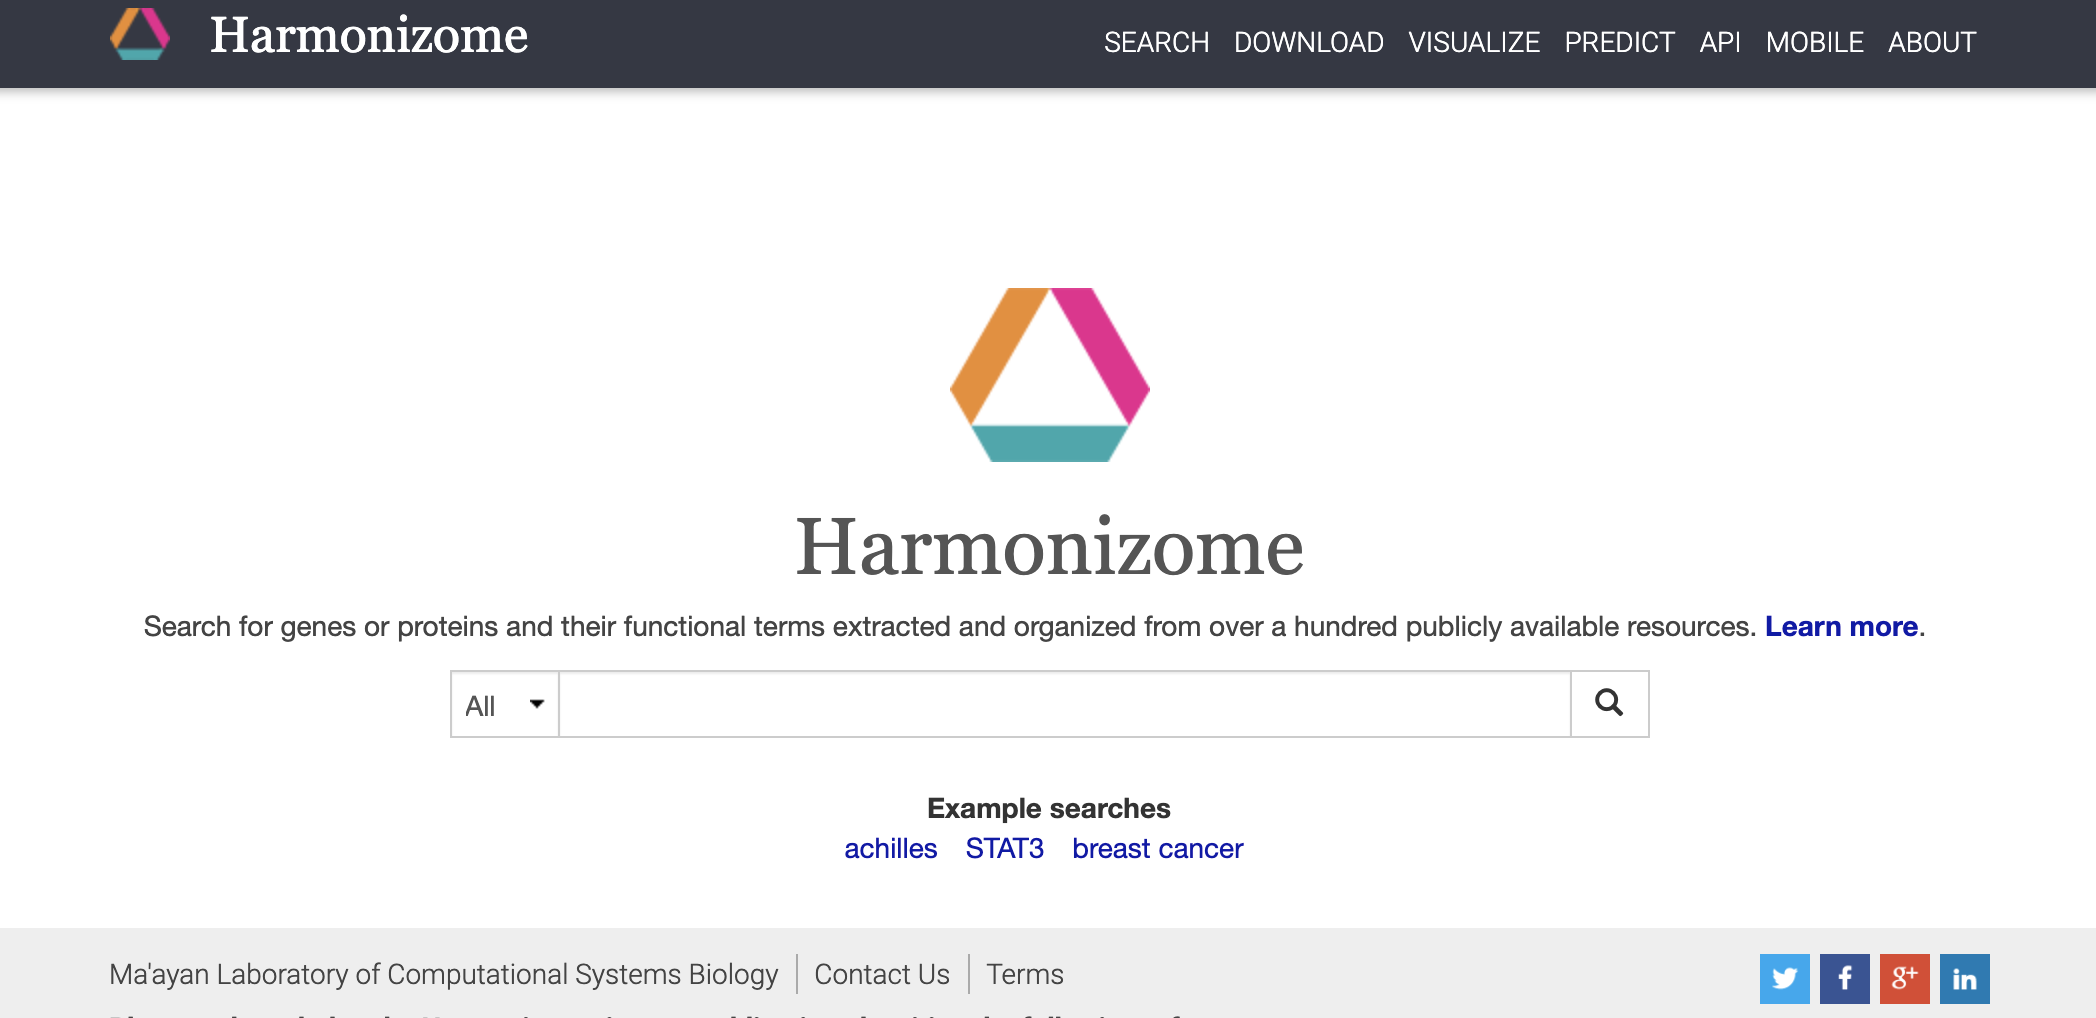 Harmonizome
SEARCH DOWNLOAD VISUALIZE PREDICT API MOBILE ABOUT
Harmonizome
Search for genes or proteins and their functional terms extracted and organized from over a hundred publicly available resources. Learn more.
All
Example searches
achilles STAT3 breast cancer
Ma'ayan Laboratory of Computational Systems Biology Contact Us Terms
f g+ in